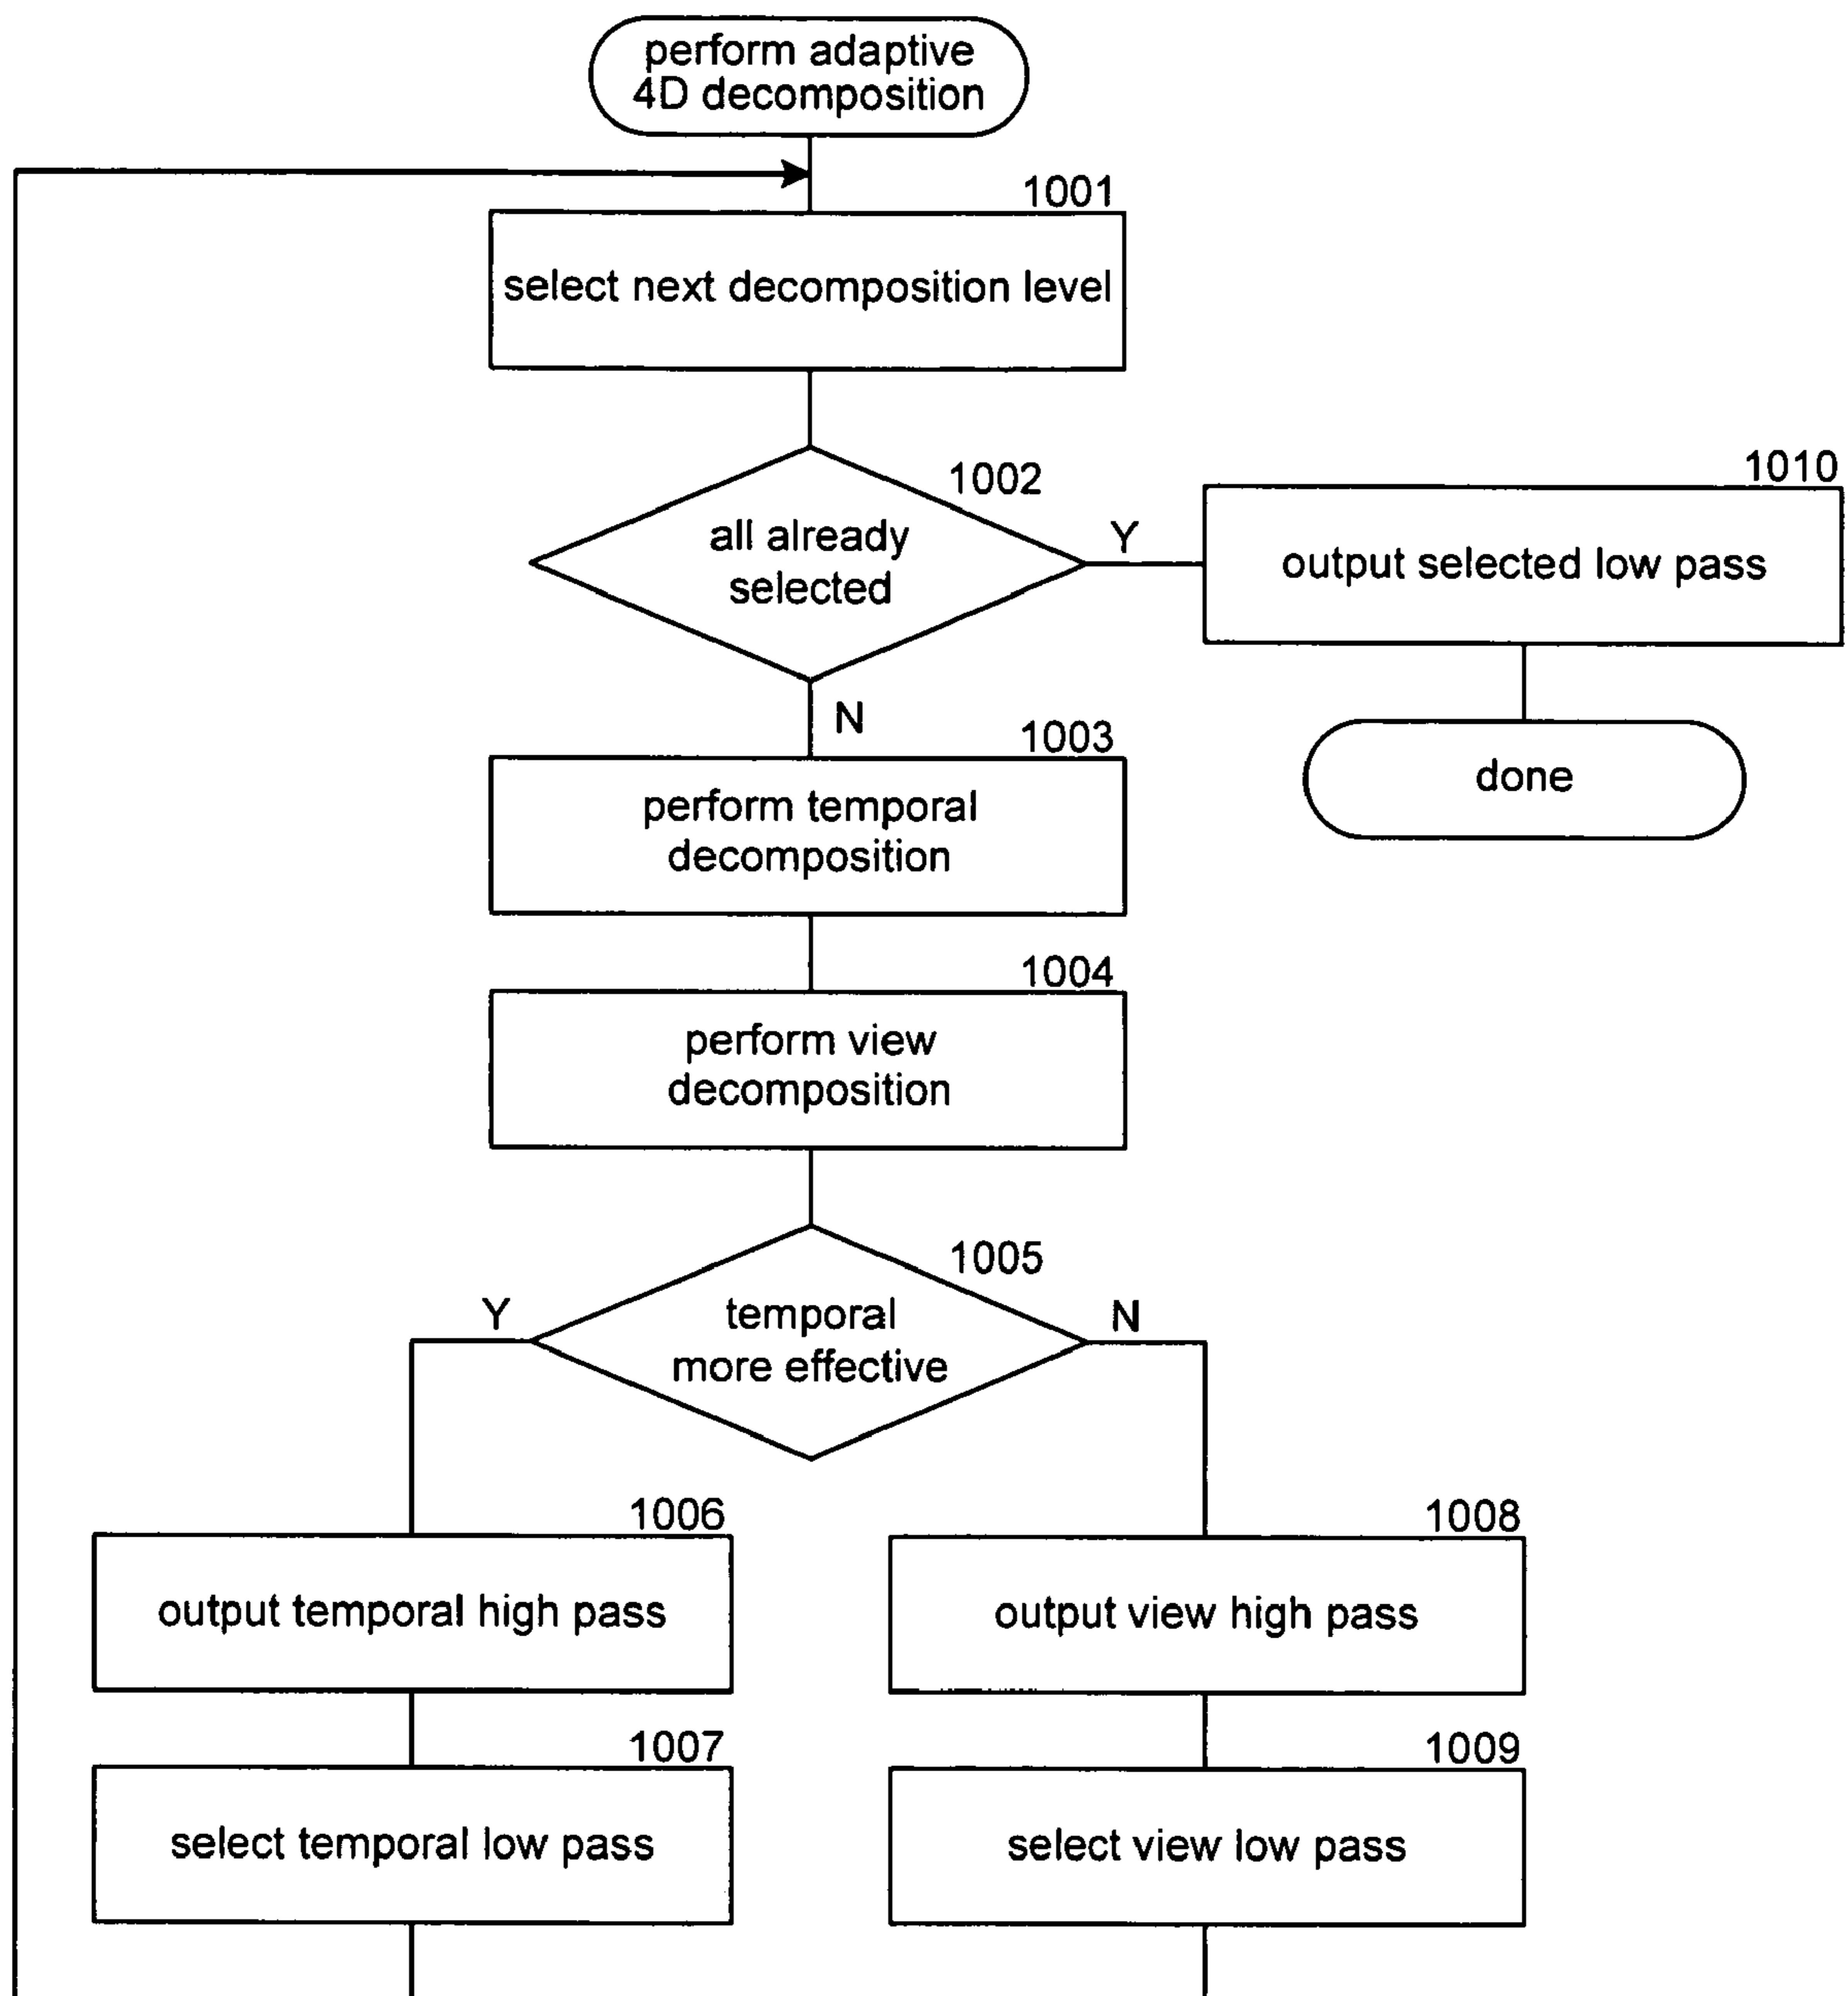 perform adaptive
4D decomposition
1001
select next decomposition level
1002
all already
selected
Y
1010
output selected low pass
done
N
1003
perform temporal
decomposition
1004
perform view
decomposition
1005
temporal
more effective
Y
N
1006
output temporal high pass
1008
output view high pass
1007
select temporal low pass
1009
select view low pass